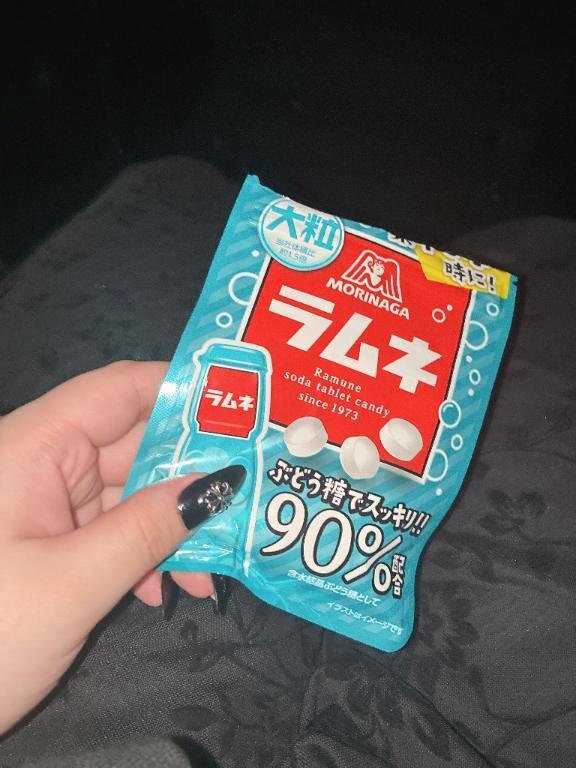 大粒
当社体積比
約1.5倍
時に!
MORINAGA
ラムネ
Ramune
soda tablet candy
since 1973
ラムネ
ぶどう糖でスッキリ!!
90%配合
含水結晶ぶどう糖として
イラストはイメージです